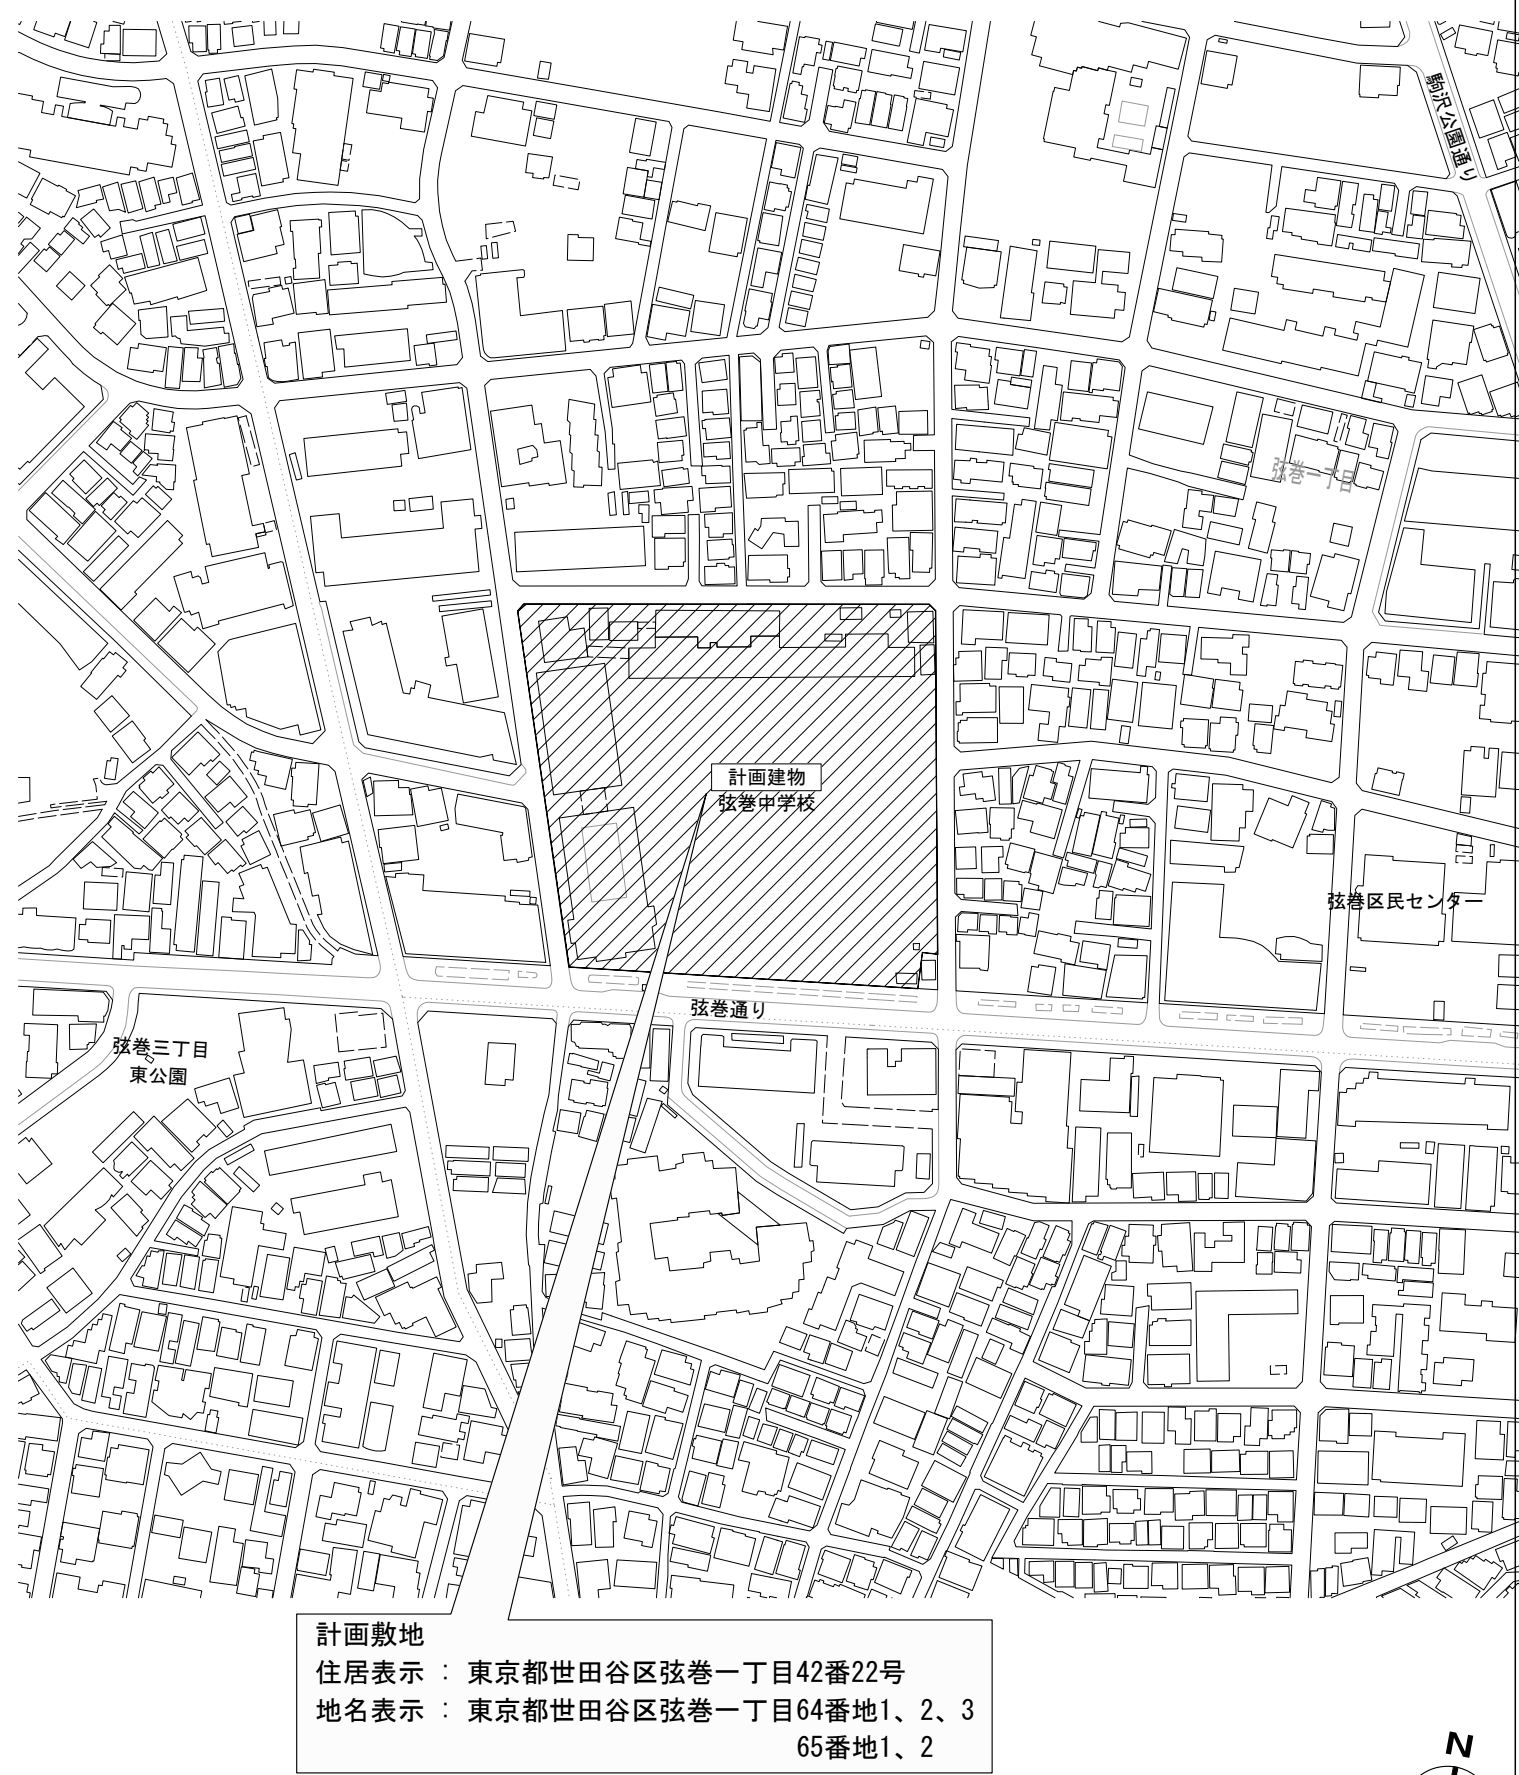 駒沢公園通り
弦巻一丁目
計画建物
弦巻中学校
弦巻区民センター
弦巻通り
弦巻三丁目
東公園
計画敷地
住居表示 : 東京都世田谷区弦巻一丁目42番22号
地名表示 : 東京都世田谷区弦巻一丁目64番地1、2、3
65番地1、2
N